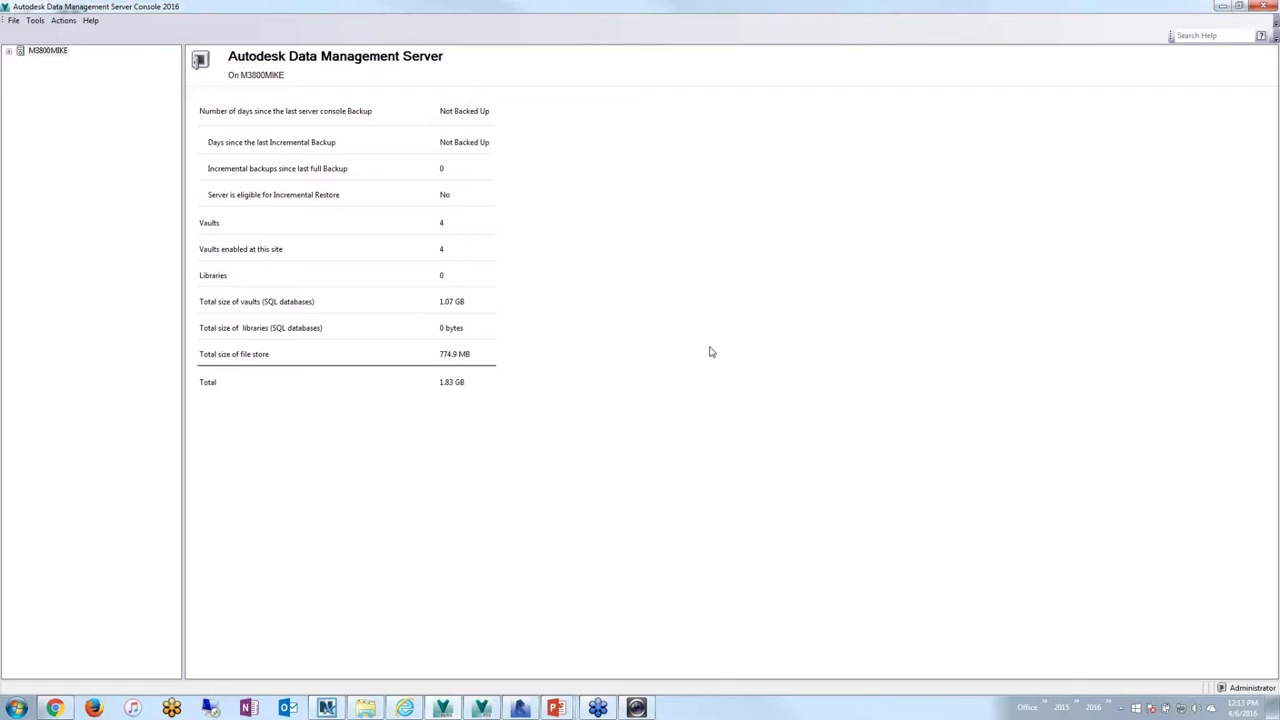 Autodesk Data Management Server Console 2016
File Tools Actions Help
Search Help
M3800MIKE
Autodesk Data Management Server
On M3800MIKE
Number of days since the last server console Backup Not Backed Up
Days since the last Incremental Backup Not Backed Up
Incremental backups since last full Backup 0
Server is eligible for Incremental Restore No
Vaults 4
Vaults enabled at this site 4
Libraries 0
Total size of vaults (SQL databases) 1.07 GB
Total size of libraries (SQL databases) 0 bytes
Total size of file store 774.9 MB
Total 1.83 GB
Administrator
Office 2015 2016
12:13 PM
4/6/2016